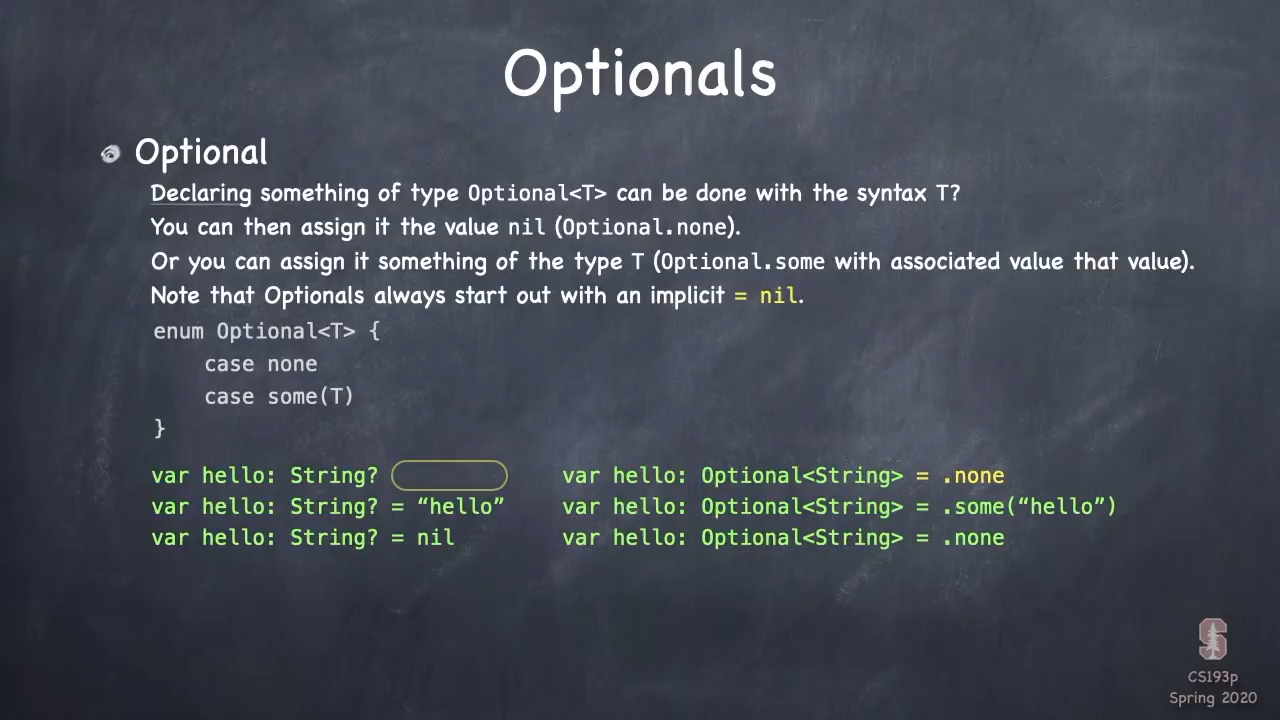 Optionals
Optional
Declaring something of type Optional<T> can be done with the syntax T?
You can then assign it the value nil (Optional.none).
Or you can assign it something of the type T (Optional.some with associated value that value).
Note that Optionals always start out with an implicit = nil.
enum Optional<T> {
    case none
    case some(T)
}
var hello: String?    var hello: Optional<String> = .none
var hello: String? = “hello”    var hello: Optional<String> = .some(“hello”)
var hello: String? = nil    var hello: Optional<String> = .none
S
CS193p
Spring 2020